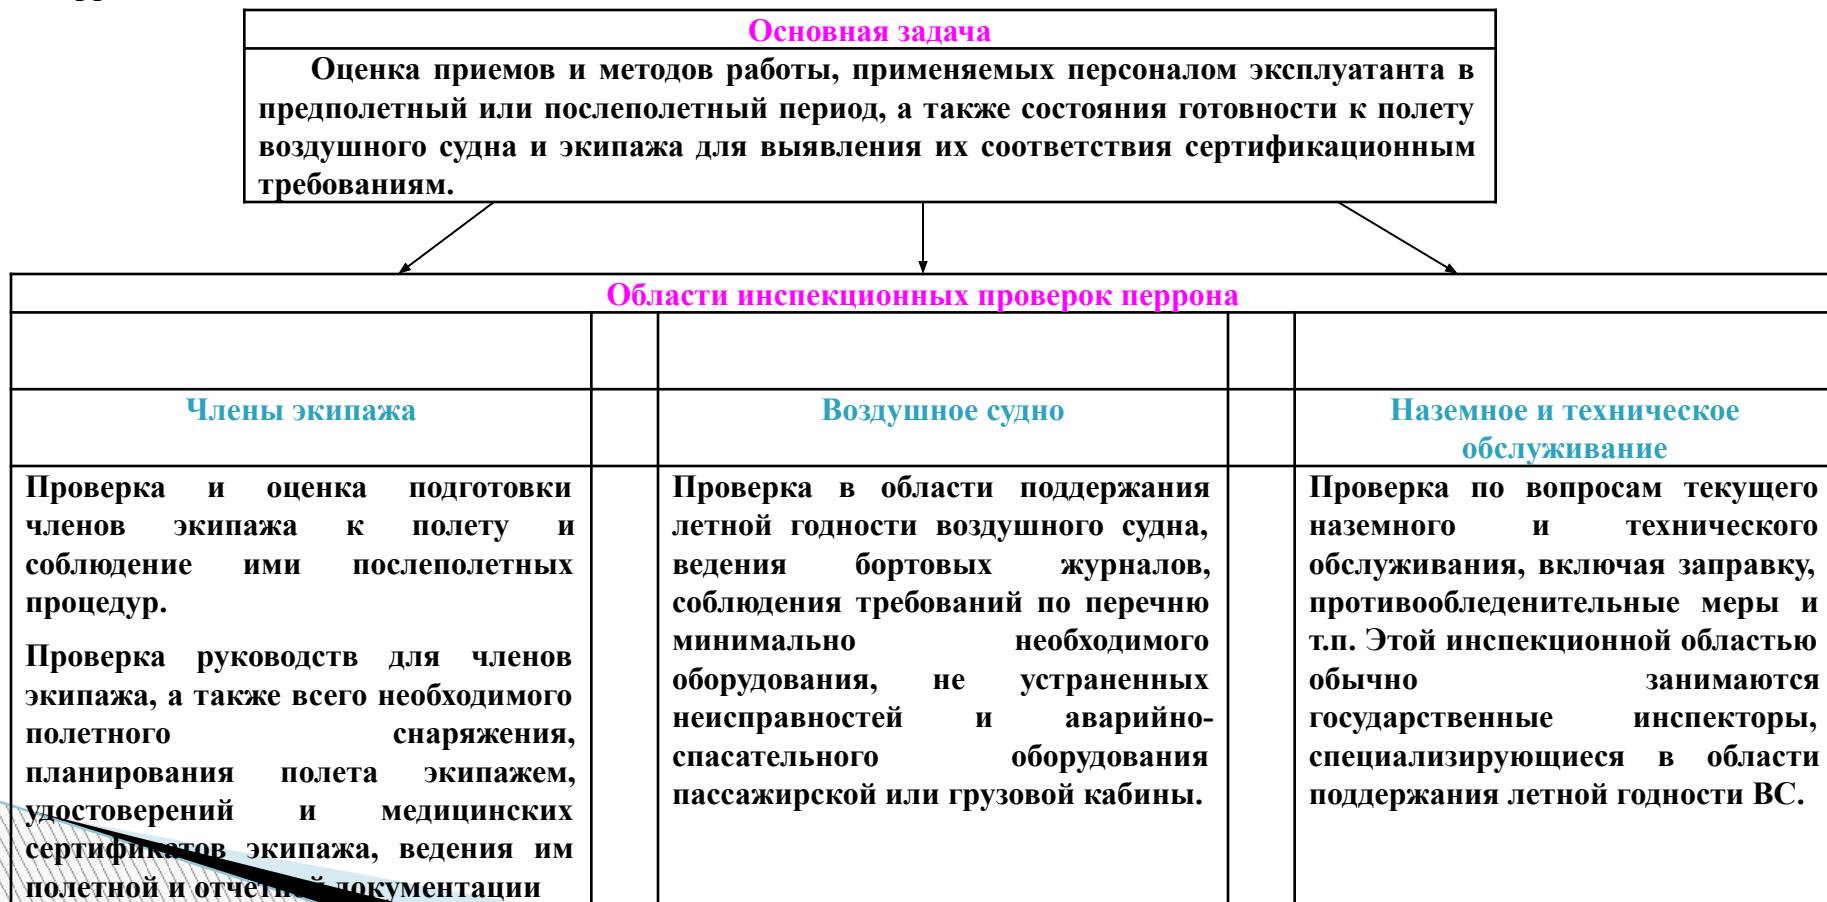 Основная задача
Оценка приемов и методов работы, применяемых персоналом эксплуатанта в
предполетный или послеполетный период, а также состояния готовности к полету
воздушного судна и экипажа для выявления их соответствия сертификационным
требованиям.
Области инспекционных проверок перрона
Члены экипажа
Проверка и оценка подготовки
членов экипажа к полету и
соблюдение ими послеполетных
процедур.
Проверка руководств для членов
экипажа, а также всего необходимого
полетного снаряжения,
планирования полета экипажем,
удостоверений и медицинских
сертификатов экипажа, ведения им
полетной и отчетной документации
Воздушное судно
Проверка в области поддержания
летной годности воздушного судна,
ведения бортовых журналов,
соблюдения требований по перечню
минимально необходимого
оборудования, не устраненных
неисправностей и аварийно-
спасательного оборудования
пассажирской или грузовой кабины.
Наземное и техническое
обслуживание
Проверка по вопросам текущего
наземного и технического
обслуживания, включая заправку,
противообледенительные меры и
т.п. Этой инспекционной областью
обычно занимаются
государственные инспекторы,
специализирующиеся в области
поддержания летной годности ВС.